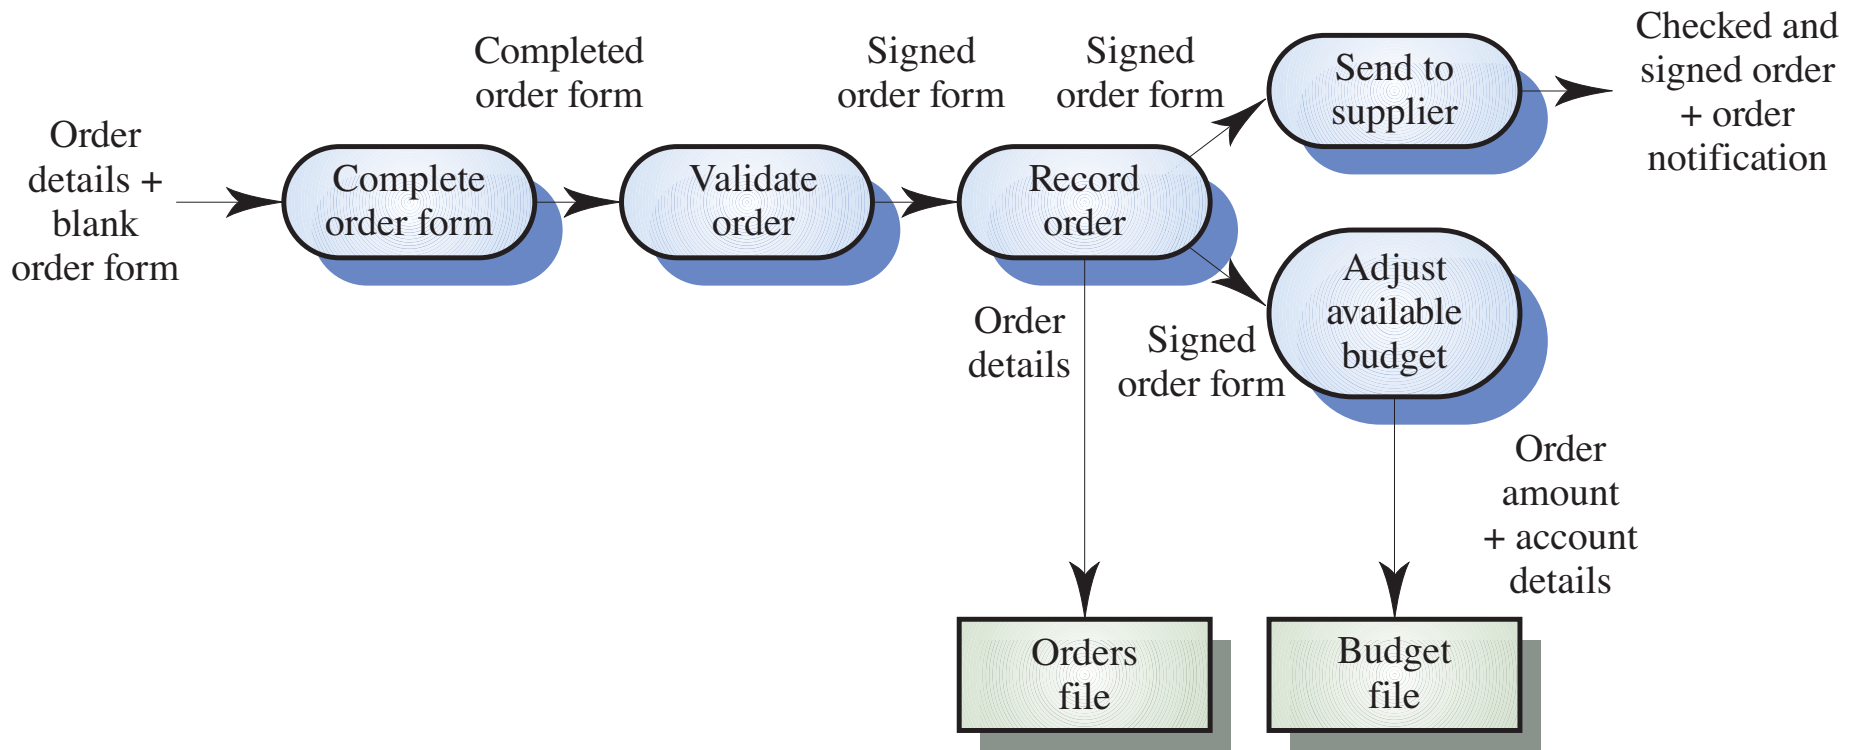 Order
details +
blank
order form
Complete
order form
Completed
order form
Validate
order
Signed
order form
Record
order
Signed
order form
Send to
supplier
Checked and
signed order
+ order
notification
Order
details
Signed
order form
Adjust
available
budget
Order
amount
+ account
details
Orders
file
Budget
file